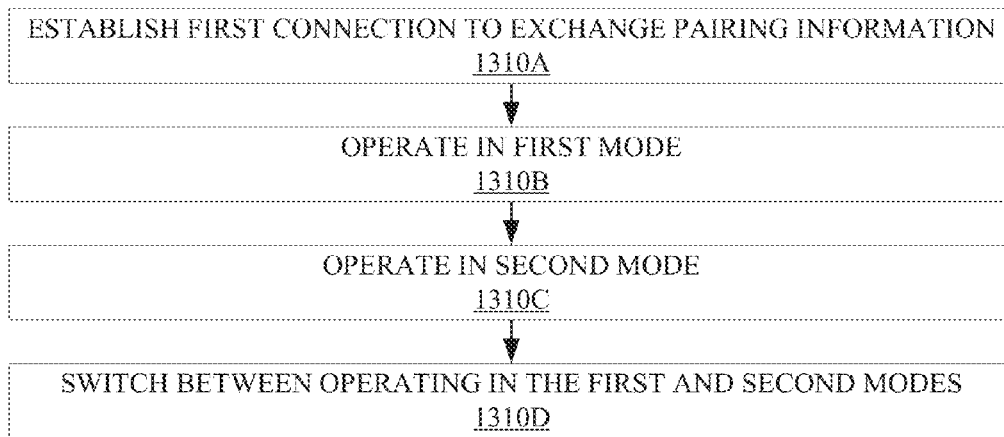 ESTABLISH FIRST CONNECTION TO EXCHANGE PAIRING INFORMATION
1310A
OPERATE IN FIRST MODE
1310B
OPERATE IN SECOND MODE
1310C
SWITCH BETWEEN OPERATING IN THE FIRST AND SECOND MODES
1310D